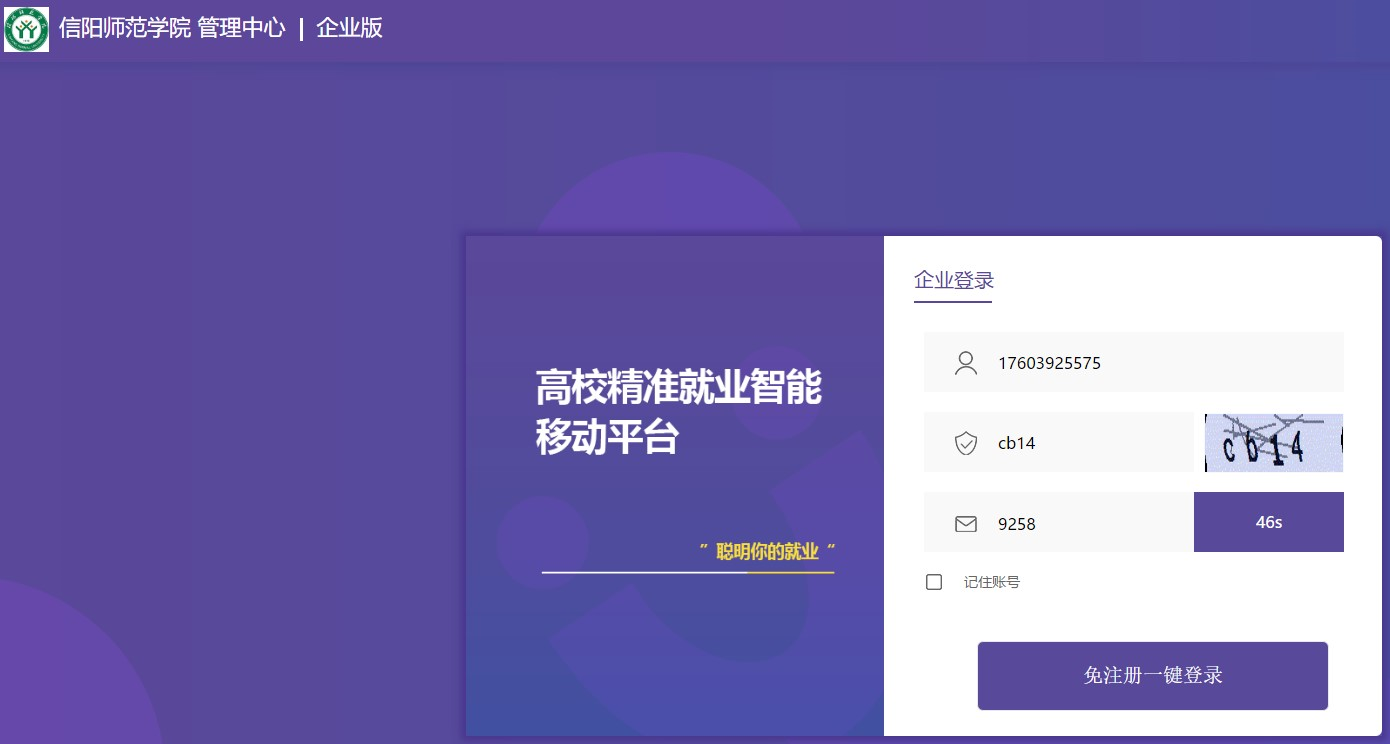 信阳师范学院 管理中心 | 企业版
企业登录
17603925575
cb14
cb14
9258
46s
记住账号
免注册一键登录
高校精准就业智能
移动平台
" 聪明你的就业 "